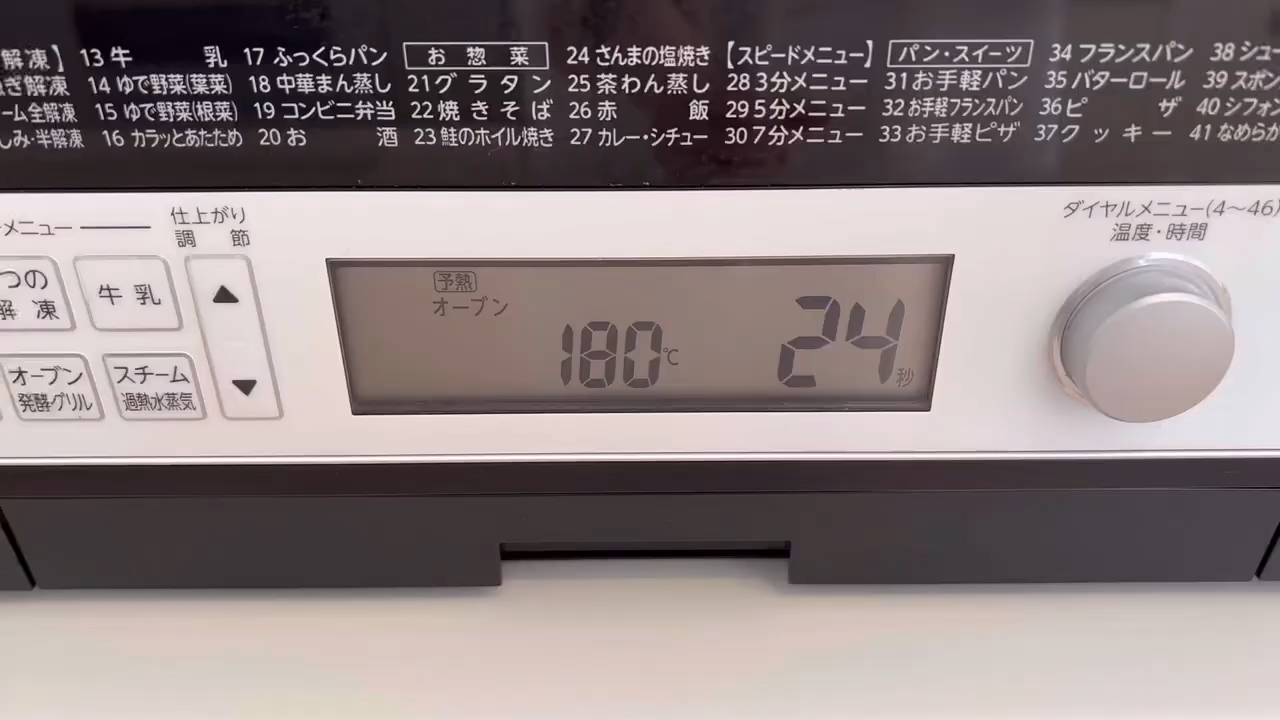 解凍】 13 牛乳 17 ふっくらパン お惣菜 24 さんまの塩焼き 【スピードメニュー】 パン・スイーツ 34 フランスパン 38 シュー
ぎ解凍 14 ゆで野菜(葉菜) 18 中華まん蒸し 21 グラタン 25 茶わん蒸し 28 3分メニュー 31 お手軽パン 35 バターロール 39 スポン
ーム全解凍 15 ゆで野菜(根菜) 19 コンビニ弁当 22 焼きそば 26 赤飯 29 5分メニュー 32 お手軽フランスパン 36 ピザ 40 シフォン
しみ・半解凍 16 カラッとあたため 20 お酒 23 鮭のホイル焼き 27 カレー・シチュー 30 7分メニュー 33 お手軽ピザ 37 クッキー 41 なめらか
メニュー
仕上がり
調節
つの
解凍
牛乳
オーブン
発酵/グリル
スチーム
過熱水蒸気
予熱
オーブン
180℃
24秒
ダイヤルメニュー(4〜46)
温度・時間